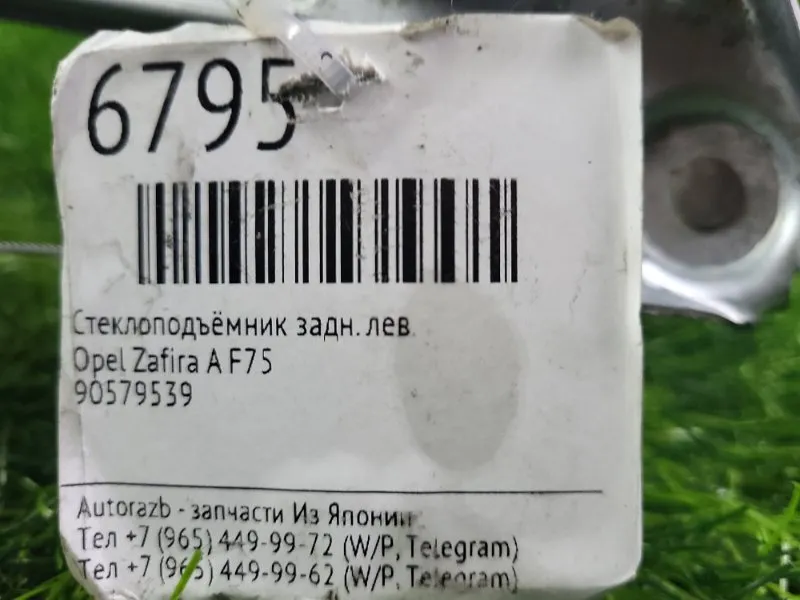 6795
Стеклоподъёмник задн. лев.
Opel Zafira A F75
90579539
Autorazb - запчасти Из Японии
Тел +7 (965) 449-99-72 (W/P, Telegram)
Тел +7 (965) 449-99-62 (W/P, Telegram)